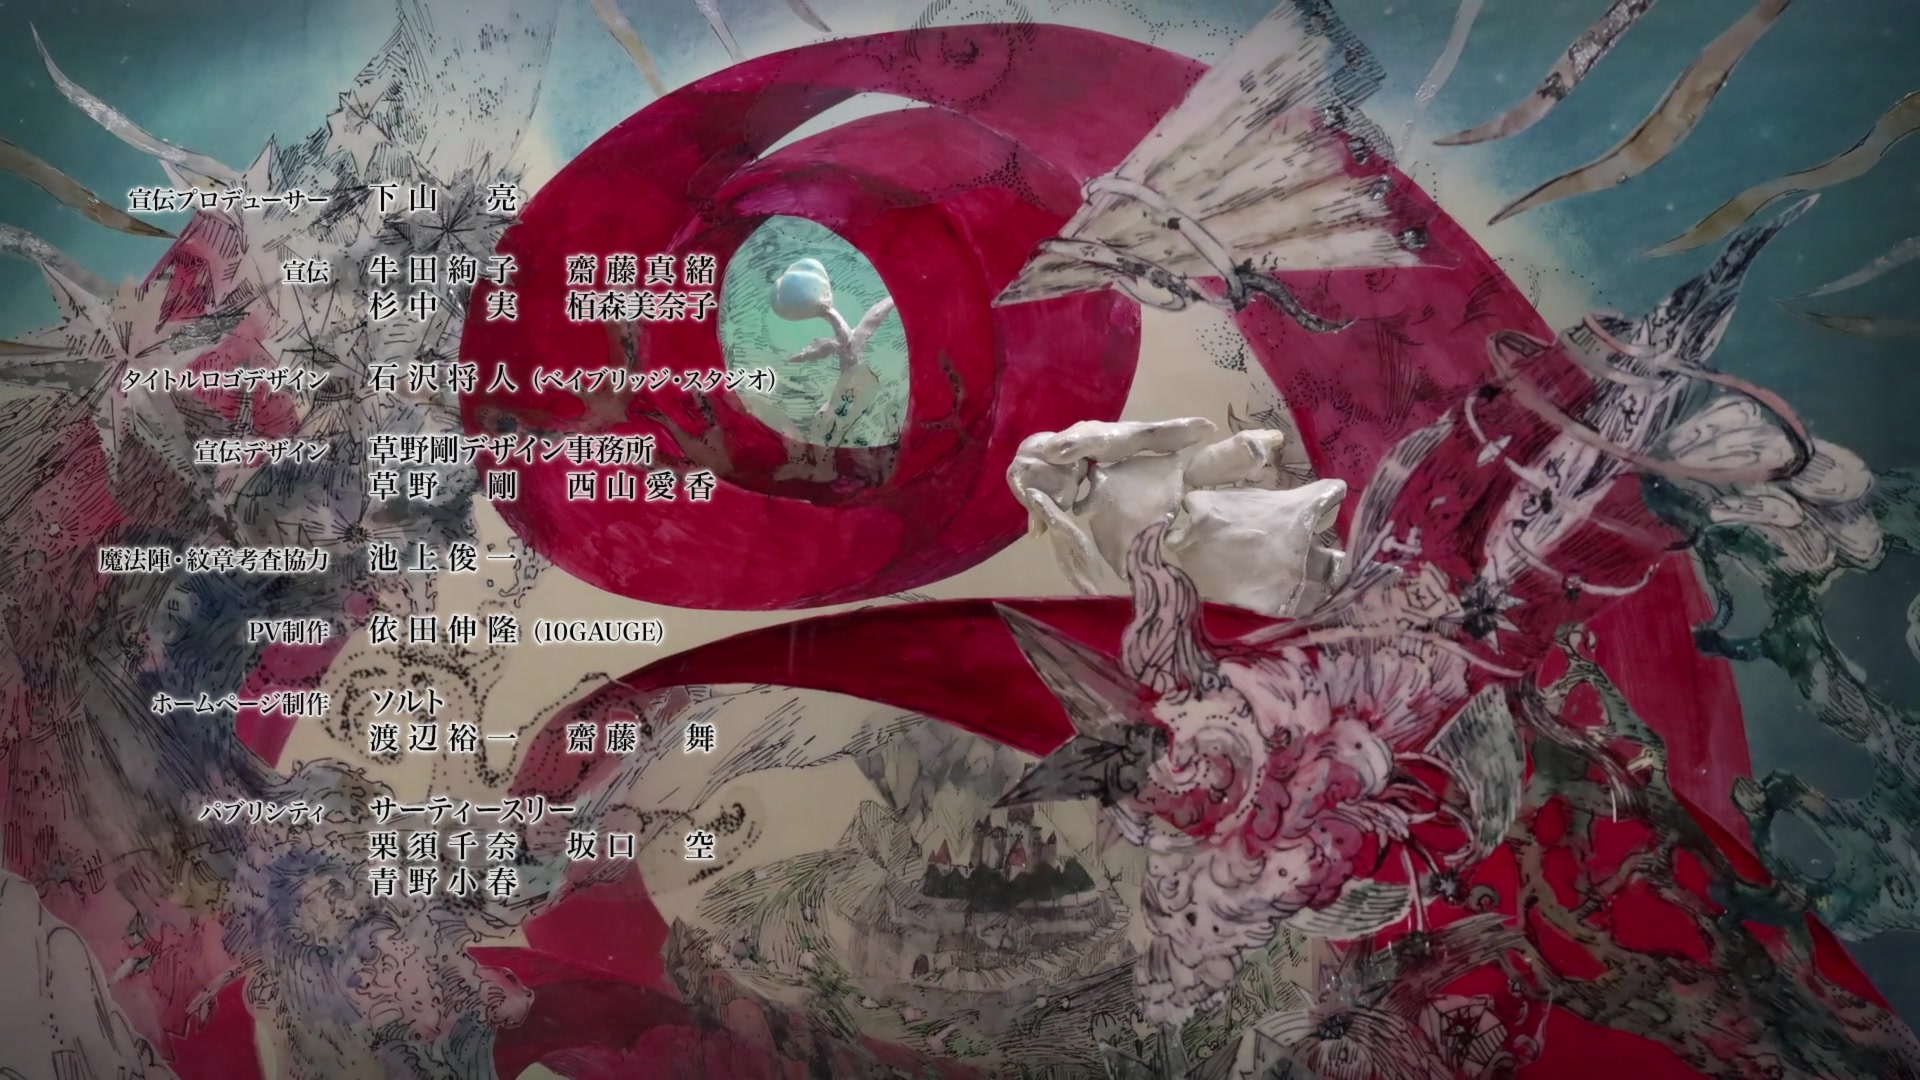 宣伝プロデューサー 下山 亮
宣伝 牛田絢子 齋藤真緒
杉中 実 栢森美奈子
タイトルロゴデザイン 石沢将人（ベイブリッジ・スタジオ）
宣伝デザイン 草野剛デザイン事務所
草野 剛 西山愛香
魔法陣・紋章考査協力 池上俊一
PV制作 依田伸隆（10GAUGE）
ホームページ制作 ソルト
渡辺裕一 齋藤 舞
パブリシティ サーティースリー
栗須千奈 坂口 空
青野小春